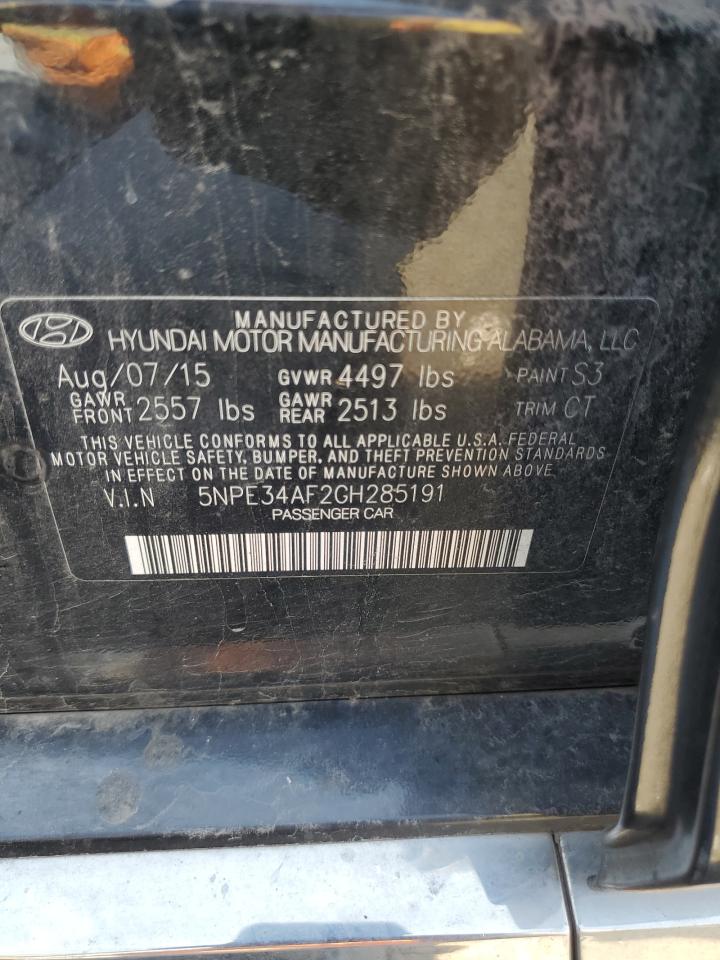 MANUFACTURED BY
HYUNDAI MOTOR MANUFACTURING ALABAMA, LLC
Aug/07/15 GVWR 4497 lbs PAINT S3
GAWR FRONT 2557 lbs GAWR REAR 2513 lbs TRIM CT
THIS VEHICLE CONFORMS TO ALL APPLICABLE U.S.A. FEDERAL
MOTOR VEHICLE SAFETY, BUMPER, AND THEFT PREVENTION STANDARDS
IN EFFECT ON THE DATE OF MANUFACTURE SHOWN ABOVE.
V.I.N 5NPE34AF2GH285191
PASSENGER CAR